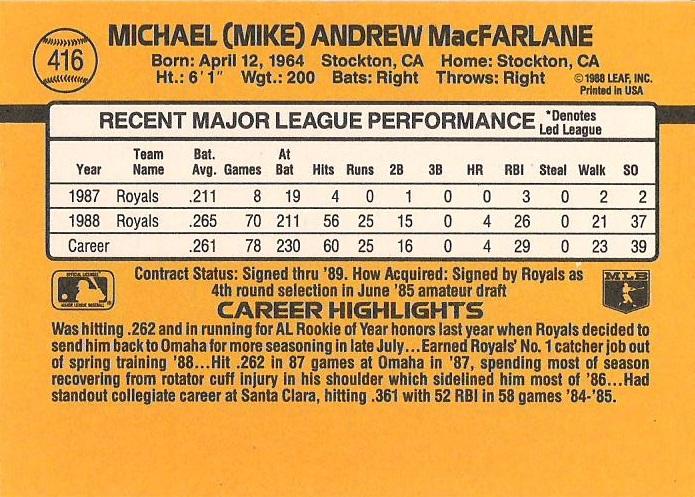 416
MICHAEL (MIKE) ANDREW MacFARLANE
Born: April 12, 1964 Stockton, CA Home: Stockton, CA
Ht.: 6'1" Wgt.: 200 Bats: Right Throws: Right
© 1988 LEAF, INC.
Printed in USA
RECENT MAJOR LEAGUE PERFORMANCE *Denotes Led League
Year Team Name Bat. Avg. Games At Bat Hits Runs 2B 3B HR RBI Steal Walk SO
1987 Royals .211 8 19 4 0 1 0 0 3 0 2 2
1988 Royals .265 70 211 56 25 15 0 4 26 0 21 37
Career .261 78 230 60 25 16 0 4 29 0 23 39
OFFICIAL LICENSEE
MAJOR LEAGUE BASEBALL
Contract Status: Signed thru '89. How Acquired: Signed by Royals as
4th round selection in June '85 amateur draft
MLB
CAREER HIGHLIGHTS
Was hitting .262 and in running for AL Rookie of Year honors last year when Royals decided to
send him back to Omaha for more seasoning in late July...Earned Royals' No. 1 catcher job out
of spring training '88...Hit .262 in 87 games at Omaha in '87, spending most of season
recovering from rotator cuff injury in his shoulder which sidelined him most of '86...Had
standout collegiate career at Santa Clara, hitting .361 with 52 RBI in 58 games '84-'85.